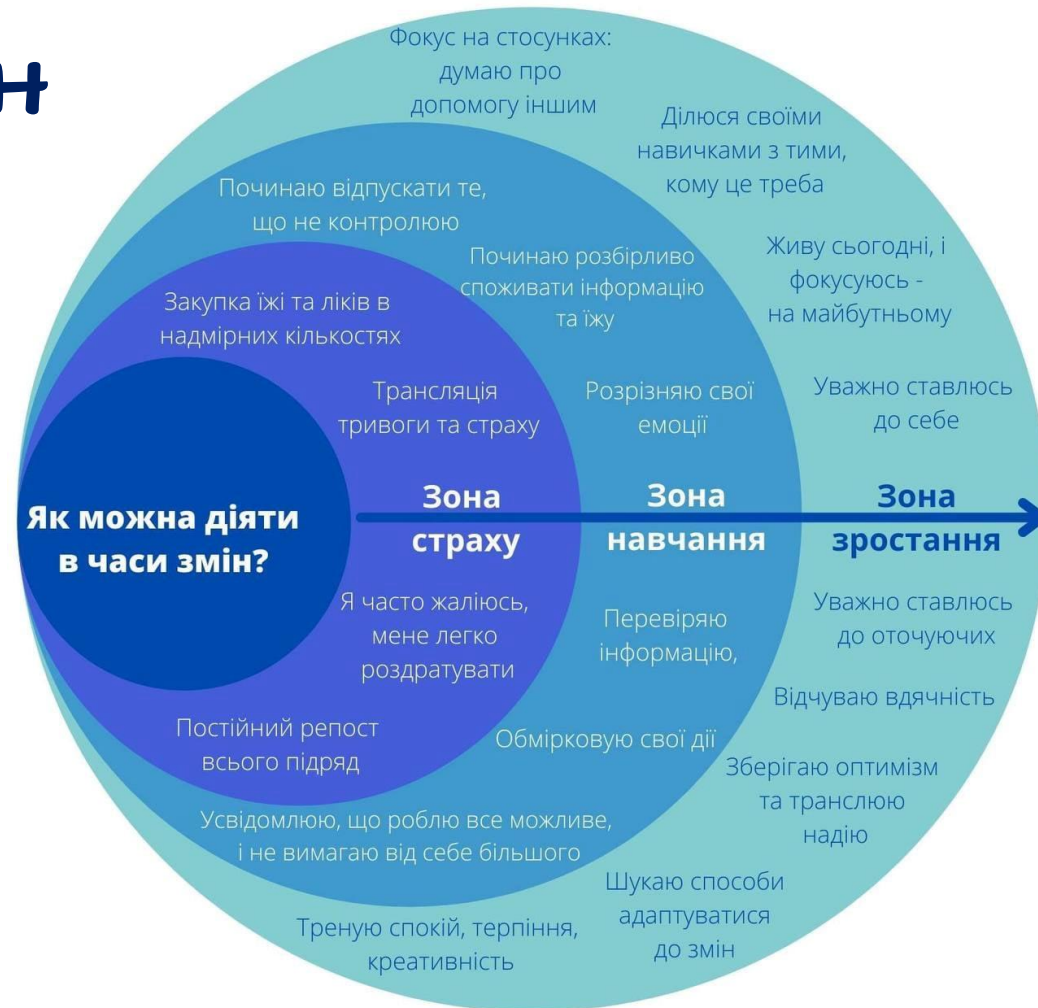 Фокус на стосунках:
думаю про
допомогу іншим
Ділюся своїми
навичками з тими,
кому це треба
Починаю відпускати те,
що не контролюю
Живу сьогодні, і
фокусуюсь -
на майбутньому
Починаю розбірливо
споживати інформацію
та їжу
Закупка їжі та ліків в
надмірних кількостях
Трансляція
тривоги та страху
Розрізняю свої
емоції
Уважно ставлюсь
до себе
Як можна діяти
в часи змін?
Зона
страху
Зона
навчання
Зона
зростання
Я часто жаліюсь,
мене легко
роздратувати
Перевіряю
інформацію,
Уважно ставлюсь
до оточуючих
Відчуваю вдячність
Постійний репост
всього підряд
Обмірковую свої дії
Зберігаю оптимізм
та транслюю
надію
Усвідомлюю, що роблю все можливе,
і не вимагаю від себе більшого
Шукаю способи
адаптуватися
до змін
Треную спокій, терпіння,
креативність